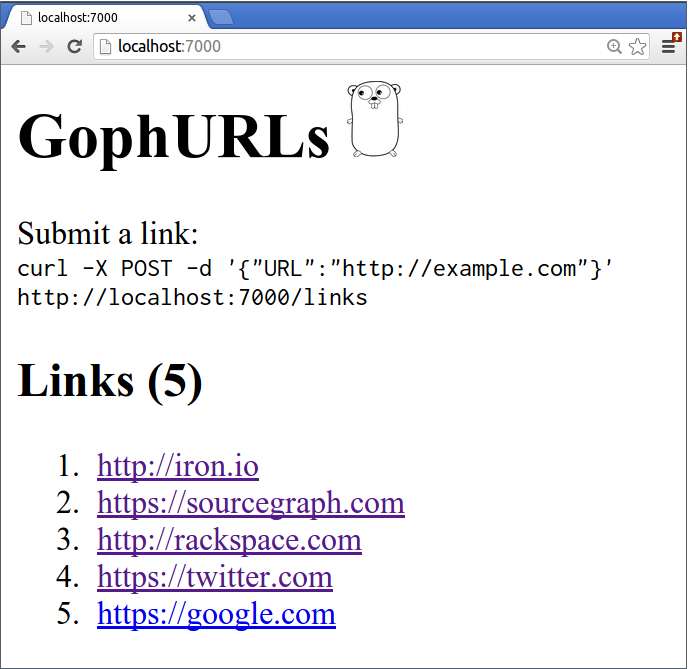 localhost:7000
localhost:7000
GophURLs
Submit a link:
curl -X POST -d '{"URL":"http://example.com"}'
http://localhost:7000/links
Links (5)
1. http://iron.io
2. https://sourcegraph.com
3. http://rackspace.com
4. https://twitter.com
5. https://google.com